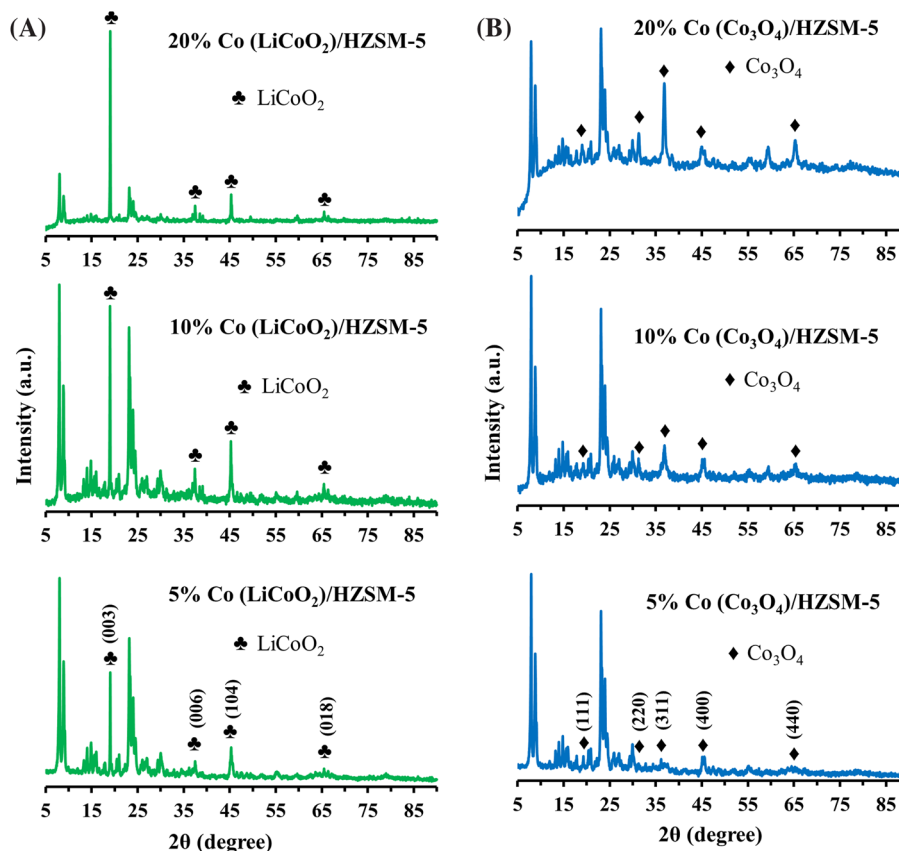 (A)
20% Co (LiCoO₂)/HZSM-5
♣ LiCoO₂
5 15 25 35 45 55 65 75 85
10% Co (LiCoO₂)/HZSM-5
♣ LiCoO₂
Intensity (a.u.)
5 15 25 35 45 55 65 75 85
5% Co (LiCoO₂)/HZSM-5
♣ LiCoO₂
(003)
(006)
(104)
(018)
5 15 25 35 45 55 65 75 85
2θ (degree)
(B)
20% Co (Co₃O₄)/HZSM-5
♦ Co₃O₄
5 15 25 35 45 55 65 75 85
10% Co (Co₃O₄)/HZSM-5
♦ Co₃O₄
Intensity (a.u.)
5 15 25 35 45 55 65 75 85
5% Co (Co₃O₄)/HZSM-5
♦ Co₃O₄
(111)
(220)
(311)
(400)
(440)
5 15 25 35 45 55 65 75 85
2θ (degree)